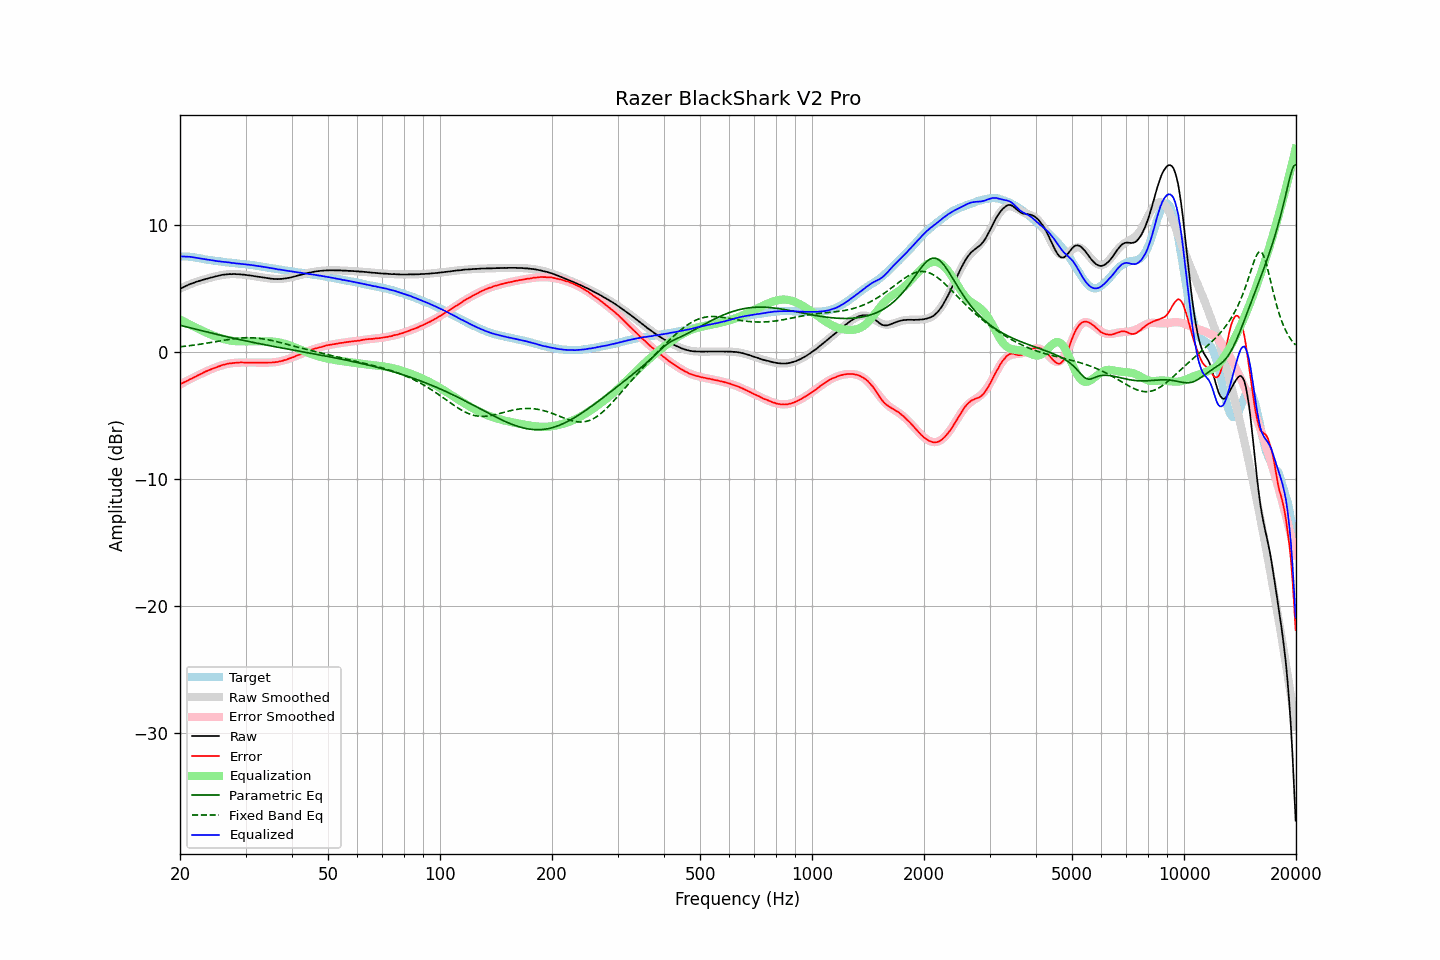 Razer BlackShark V2 Pro
Amplitude (dBr)
10
0
−10
−20
−30
Target
Raw Smoothed
Error Smoothed
Raw
Error
Equalization
Parametric Eq
Fixed Band Eq
Equalized
20 50 100 200 500 1000 2000 5000 10000 20000
Frequency (Hz)